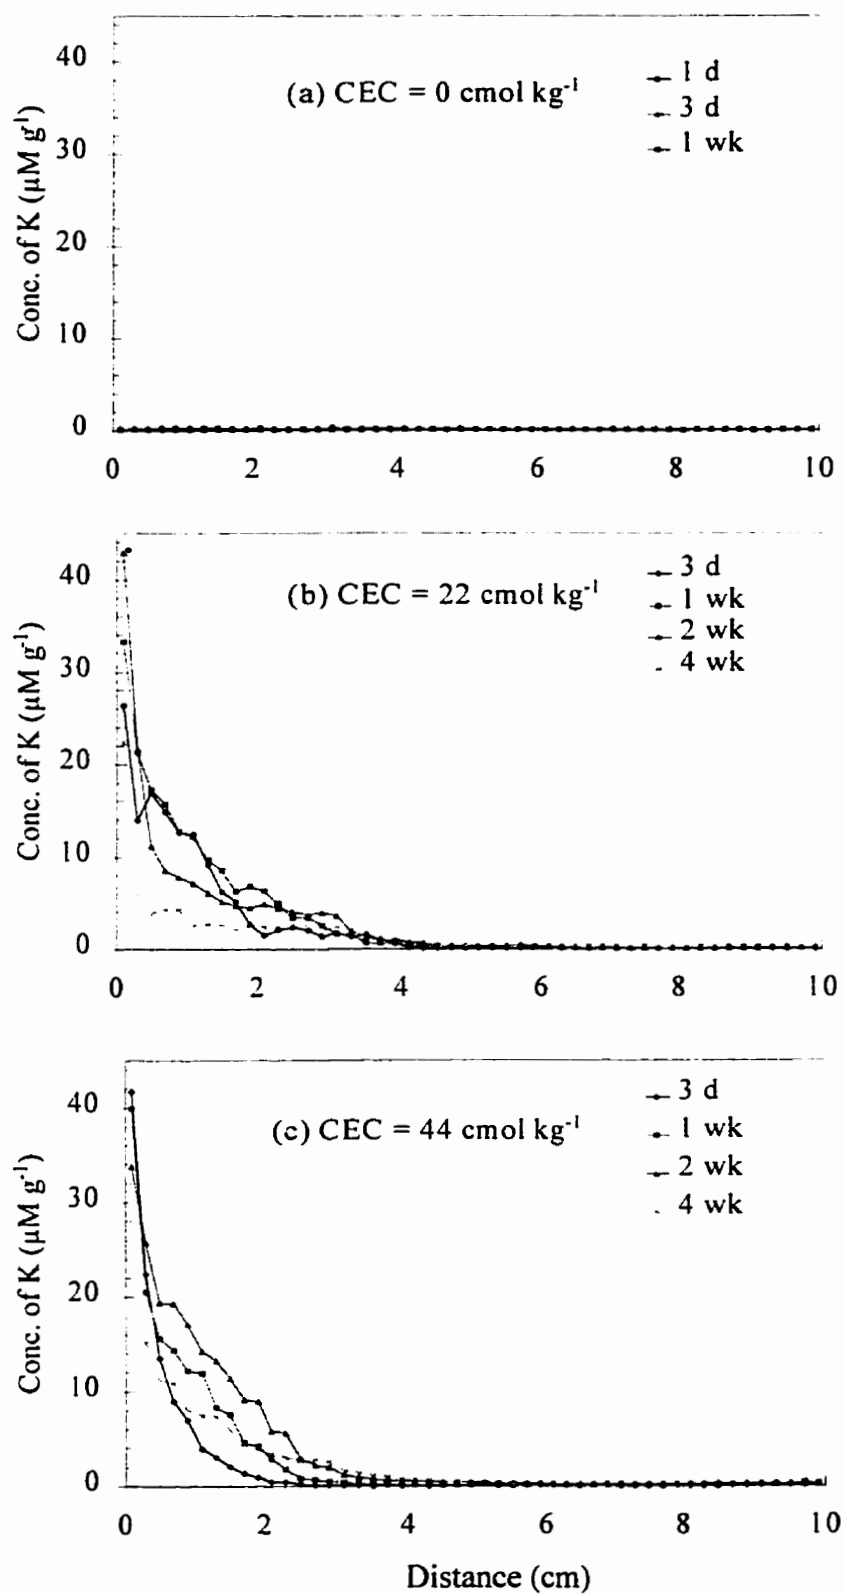 (a) CEC = 0 cmol kg⁻¹
1 d
3 d
1 wk
Conc. of K (µM g⁻¹)
40
30
20
10
0
0 2 4 6 8 10
(b) CEC = 22 cmol kg⁻¹
3 d
1 wk
2 wk
4 wk
Conc. of K (µM g⁻¹)
40
30
20
10
0
0 2 4 6 8 10
(c) CEC = 44 cmol kg⁻¹
3 d
1 wk
2 wk
4 wk
Conc. of K (µM g⁻¹)
40
30
20
10
0
0 2 4 6 8 10
Distance (cm)